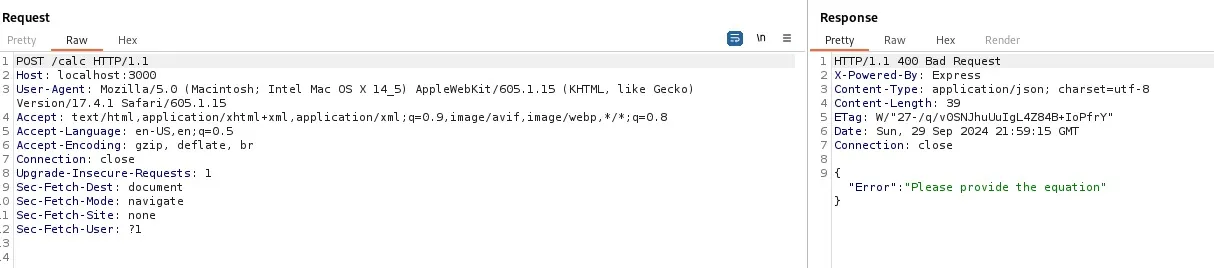 Request
Pretty Raw Hex
\n
1 POST /calc HTTP/1.1
2 Host: localhost:3000
3 User-Agent: Mozilla/5.0 (Macintosh; Intel Mac OS X 14_5) AppleWebKit/605.1.15 (KHTML, like Gecko)
Version/17.4.1 Safari/605.1.15
4 Accept: text/html,application/xhtml+xml,application/xml;q=0.9,image/avif,image/webp,*/*;q=0.8
5 Accept-Language: en-US,en;q=0.5
6 Accept-Encoding: gzip, deflate, br
7 Connection: close
8 Upgrade-Insecure-Requests: 1
9 Sec-Fetch-Dest: document
0 Sec-Fetch-Mode: navigate
1 Sec-Fetch-Site: none
2 Sec-Fetch-User: ?1
3
4
Response
Pretty Raw Hex Render
1 HTTP/1.1 400 Bad Request
2 X-Powered-By: Express
3 Content-Type: application/json; charset=utf-8
4 Content-Length: 39
5 ETag: W/"27-/q/v0SNJhuUuIgL4Z84B+IoPfrY"
6 Date: Sun, 29 Sep 2024 21:59:15 GMT
7 Connection: close
8
9 {
"Error":"Please provide the equation"
}